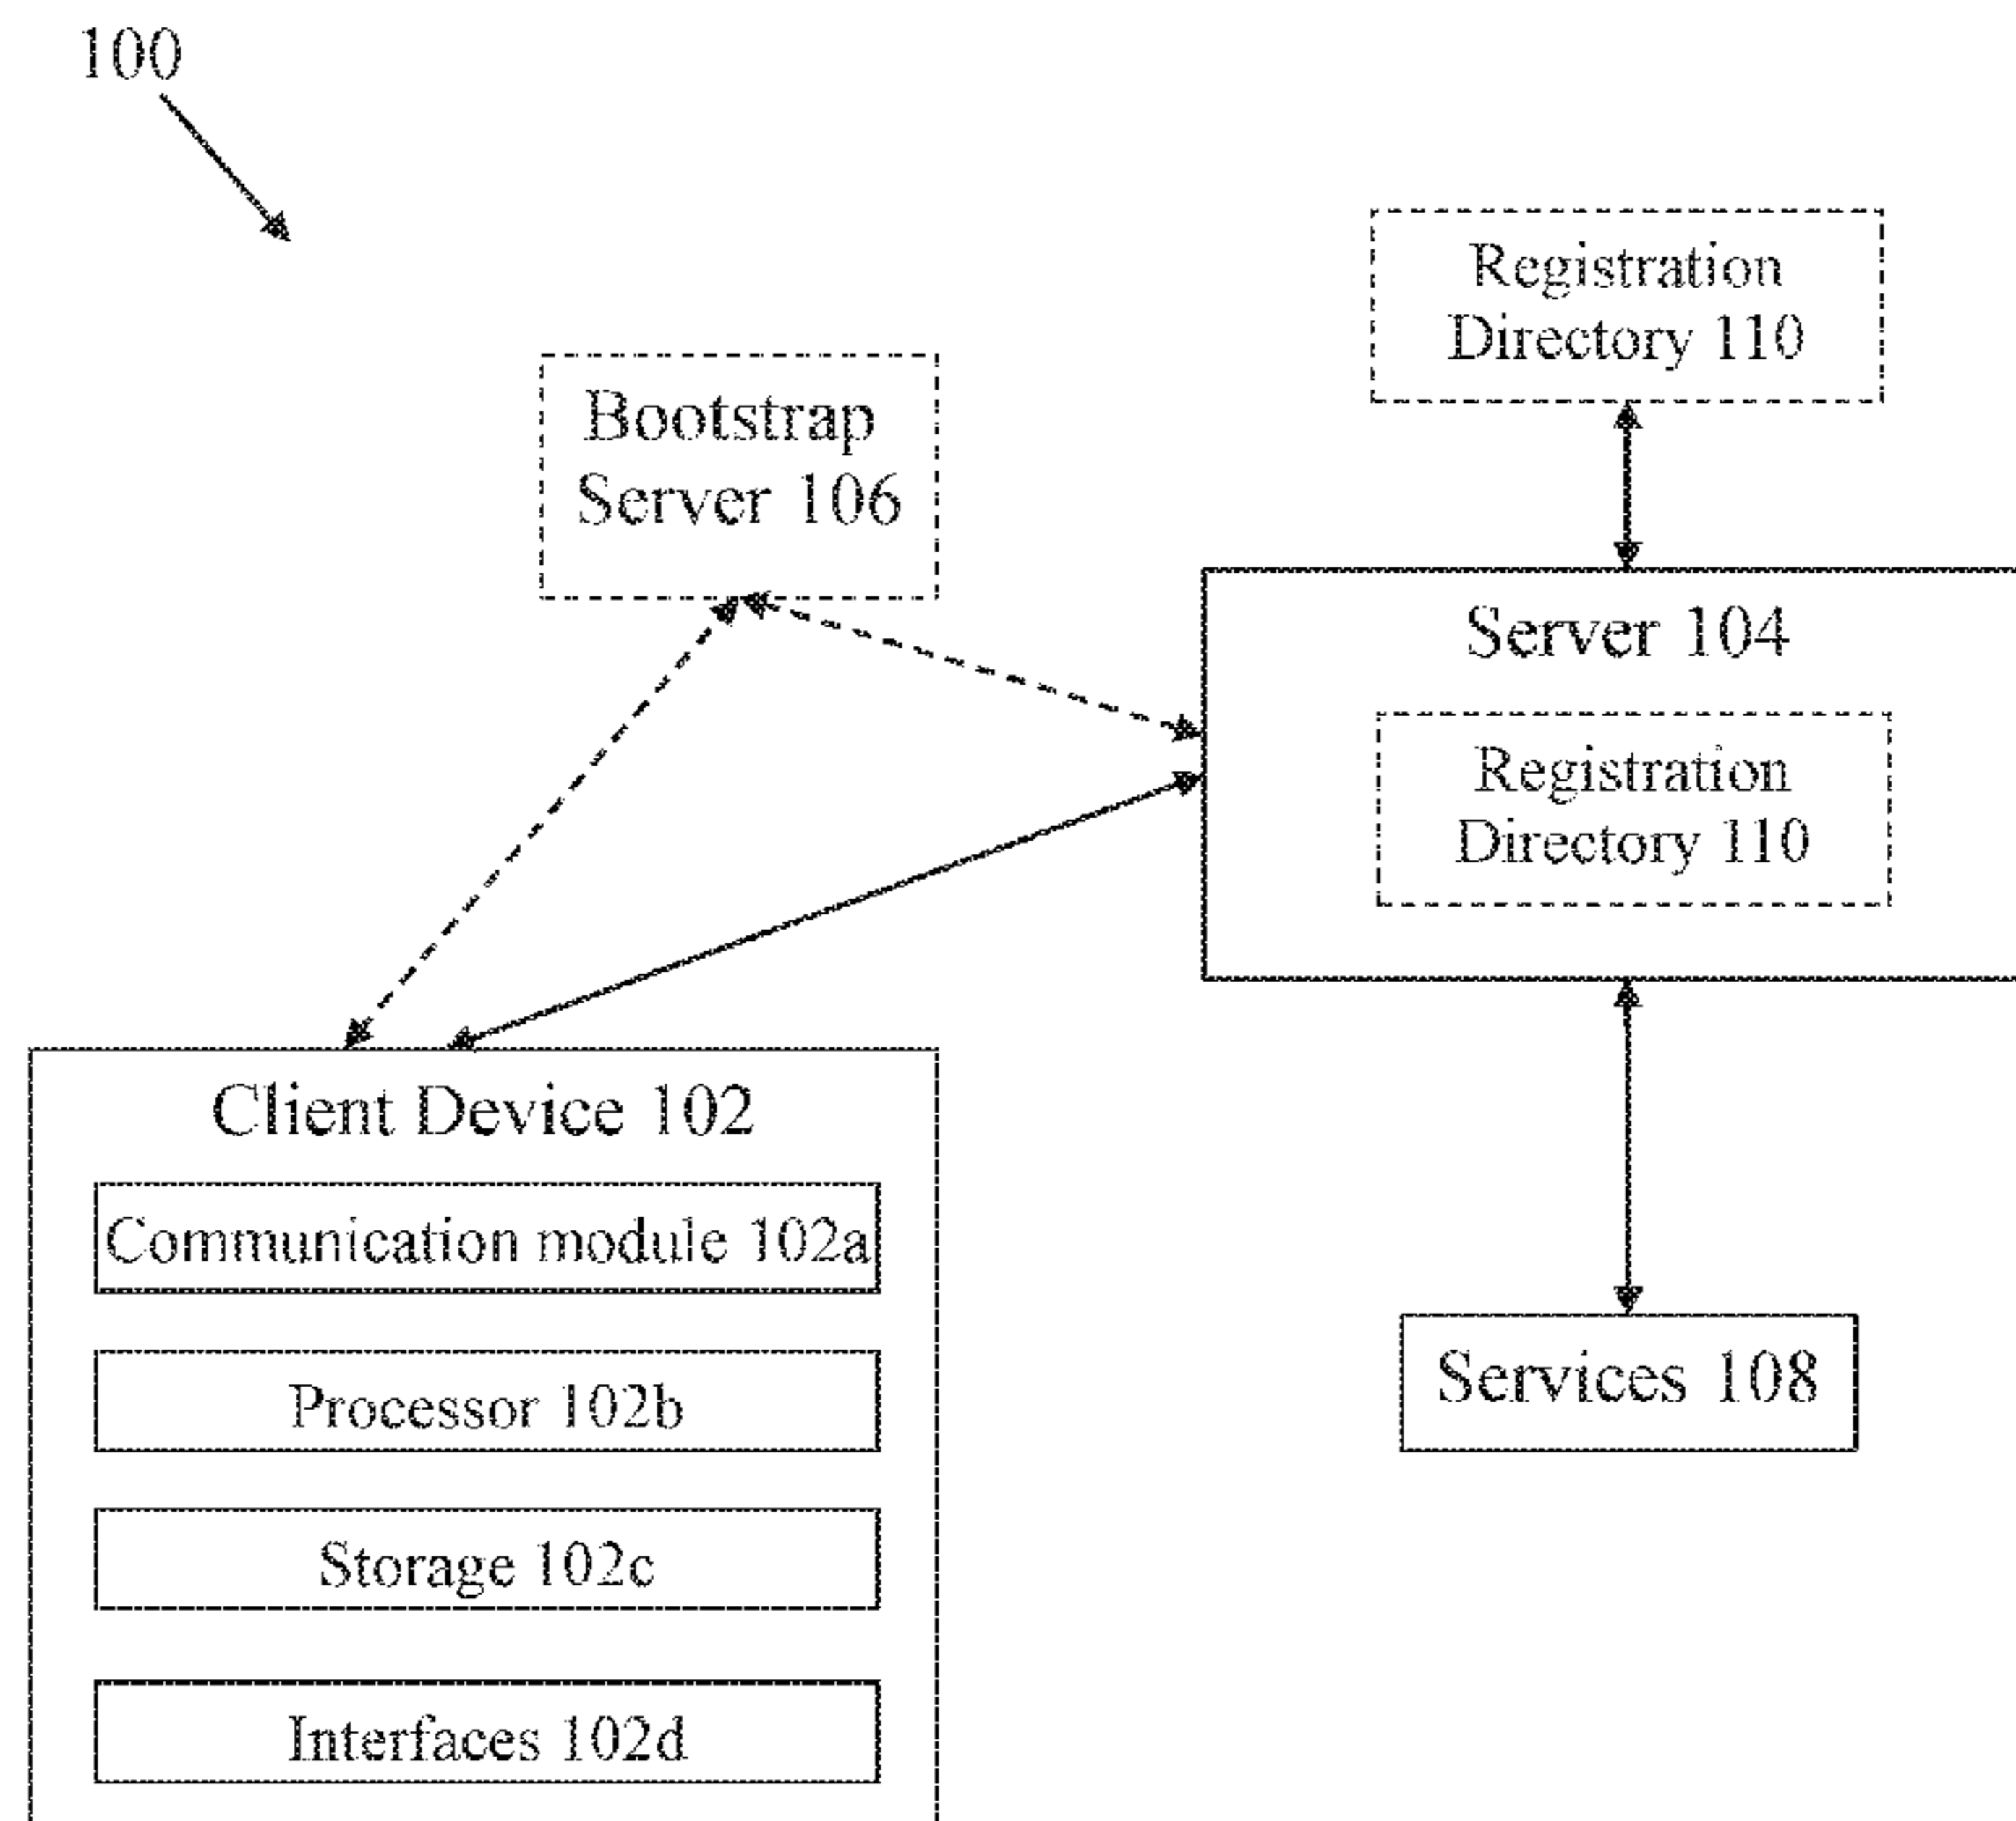 100
Registration
Directory 110
Bootstrap
Server 106
Server 104
Registration
Directory 110
Client Device 102
Communication module 102a
Processor 102b
Storage 102c
Interfaces 102d
Services 108